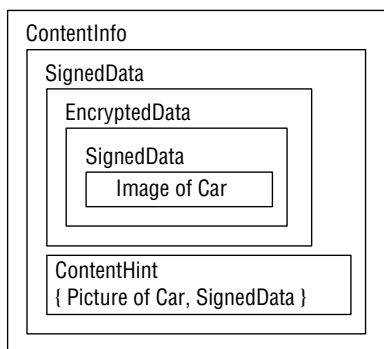 ContentInfo
SignedData
EncryptedData
SignedData
Image of Car
ContentHint
{ Picture of Car, SignedData }